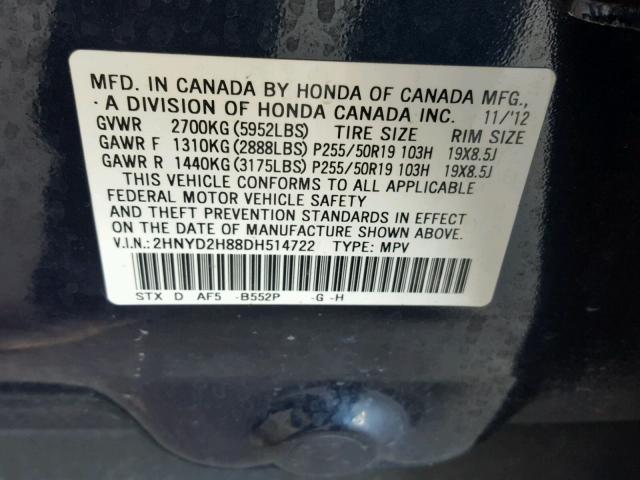 MFD. IN CANADA BY HONDA OF CANADA MFG.,
A DIVISION OF HONDA CANADA INC. 11/'12
GVWR 2700KG(5952LBS) TIRE SIZE RIM SIZE
GAWR F 1310KG(2888LBS) P255/50R19 103H 19X8.5J
GAWR R 1440KG(3175LBS) P255/50R19 103H 19X8.5J
THIS VEHICLE CONFORMS TO ALL APPLICABLE
FEDERAL MOTOR VEHICLE SAFETY
AND THEFT PREVENTION STANDARDS IN EFFECT
ON THE DATE OF MANUFACTURE SHOWN ABOVE.
V.I.N.:2HNYD2H88DH514722 TYPE: MPV
STX D AF5 -B552P -G -H